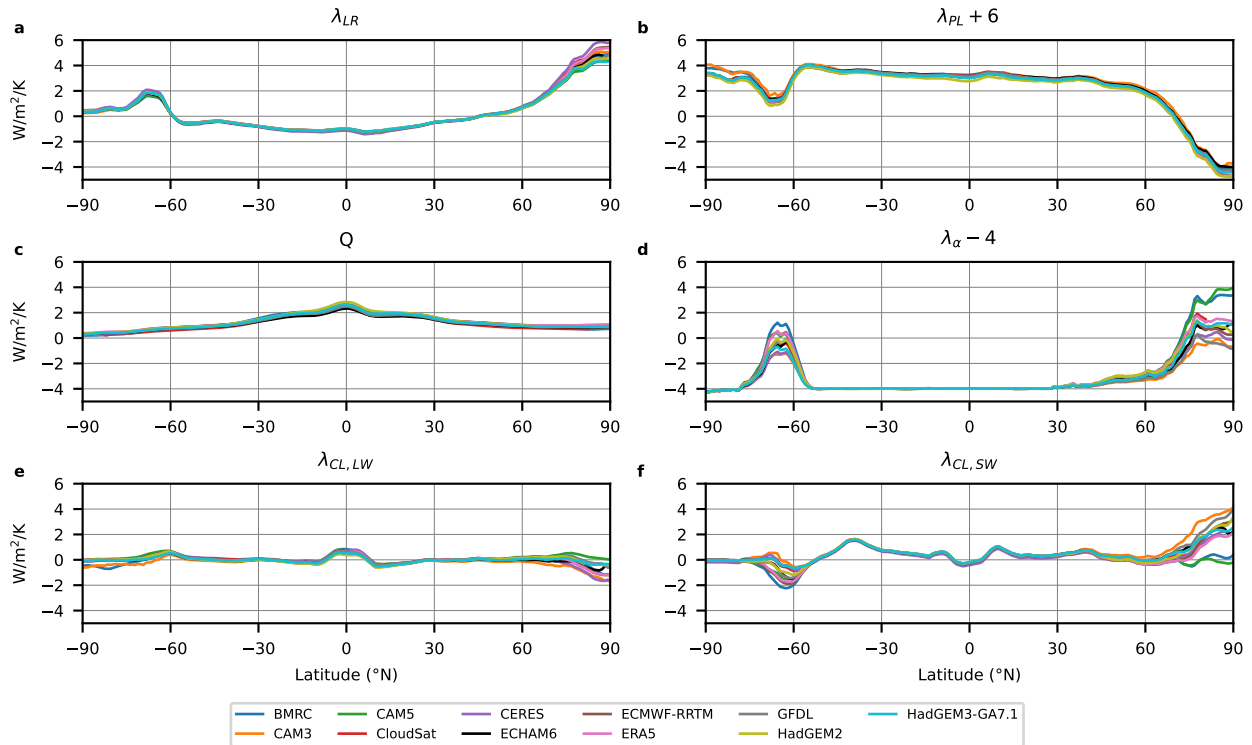 a
λ_LR
6
4
2
0
−2
−4
W/m²/K
−90 −60 −30 0 30 60 90
b
λ_PL + 6
6
4
2
0
−2
−4
−90 −60 −30 0 30 60 90
c
Q
6
4
2
0
−2
−4
W/m²/K
−90 −60 −30 0 30 60 90
d
λ_α − 4
6
4
2
0
−2
−4
−90 −60 −30 0 30 60 90
e
λ_CL, LW
6
4
2
0
−2
−4
W/m²/K
−90 −60 −30 0 30 60 90
Latitude (°N)
f
λ_CL, SW
6
4
2
0
−2
−4
−90 −60 −30 0 30 60 90
Latitude (°N)
BMRC CAM5 CERES ECMWF-RRTM GFDL HadGEM3-GA7.1
CAM3 CloudSat ECHAM6 ERA5 HadGEM2